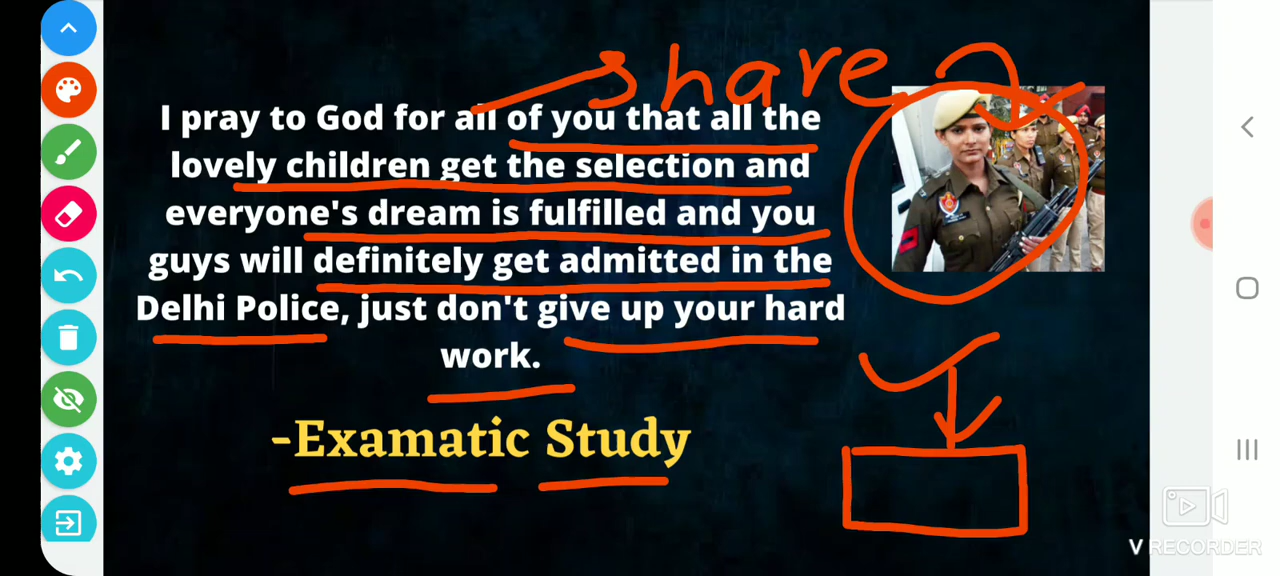 share
I pray to God for all of you that all the
lovely children get the selection and
everyone's dream is fulfilled and you
guys will definitely get admitted in the
Delhi Police, just don't give up your hard
work.
-Examatic Study
V RECORDER